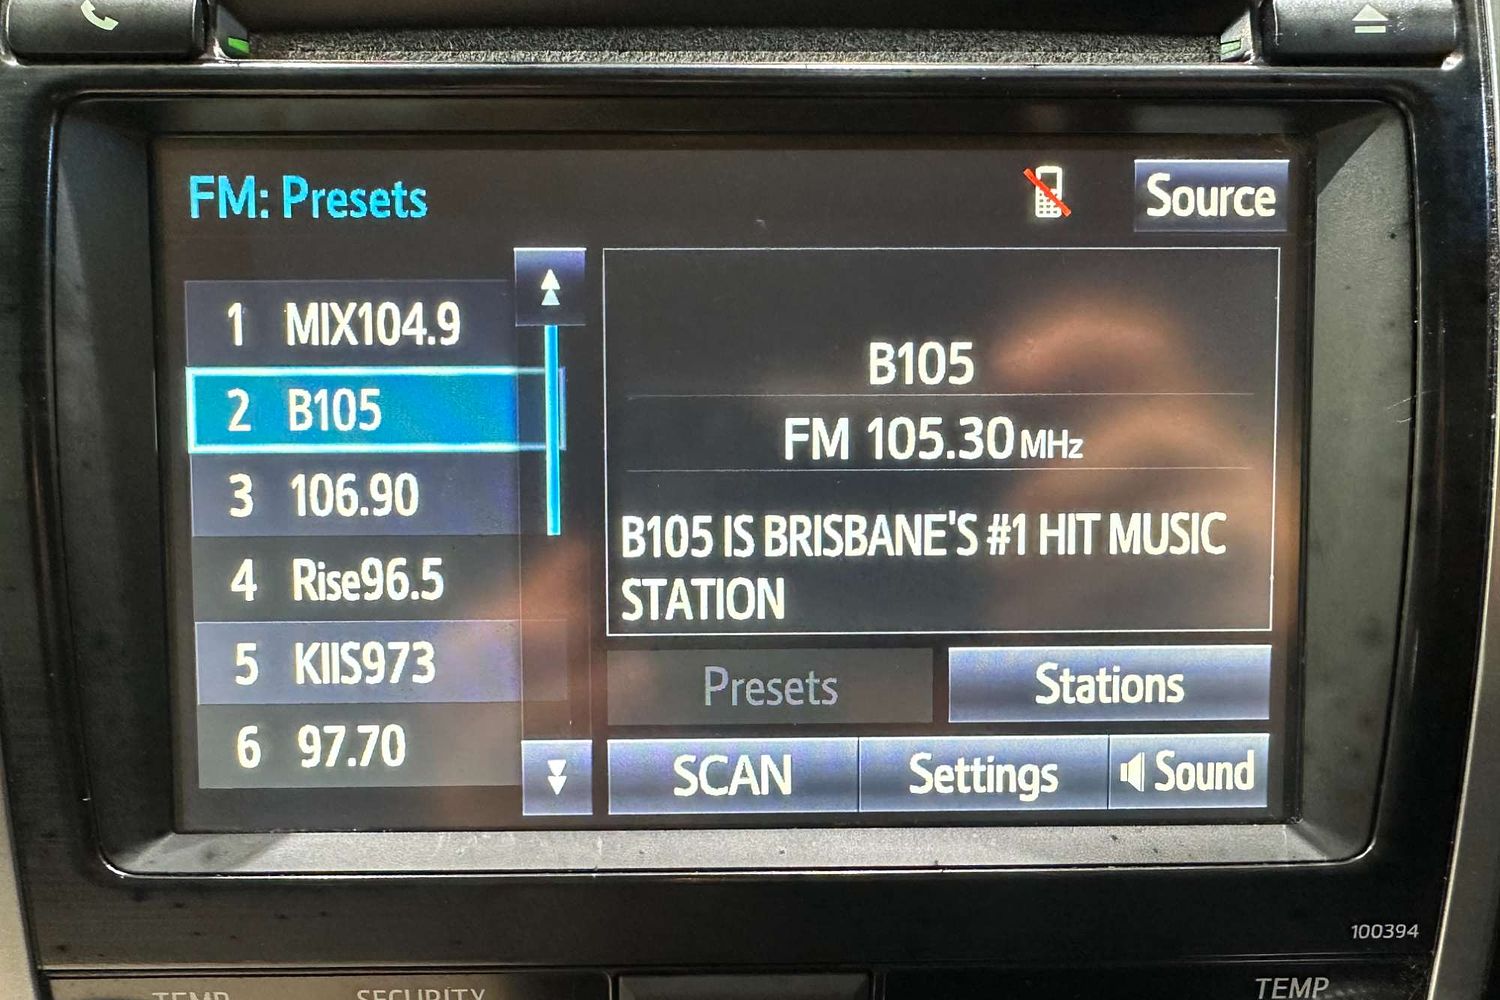 FM: Presets
Source
1 MIX104.9
2 B105
3 106.90
4 Rise96.5
5 KIIS973
6 97.70
B105
FM 105.30 MHz
B105 IS BRISBANE'S #1 HIT MUSIC
STATION
Presets
Stations
SCAN
Settings
Sound
100394
TEMP
SECURITY
TEMP